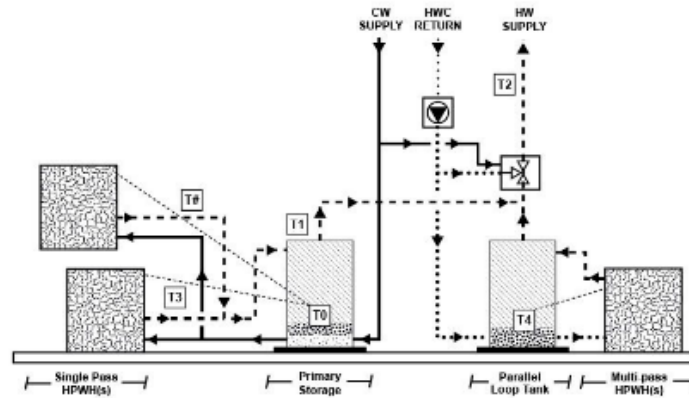 CW
SUPPLY
HWC
RETURN
HW
SUPPLY
T2
T#
T1
T3
T0
T4
Single Pass
HPWH(s)
Primary
Storage
Parallel
Loop Tank
Multi-pass
HPWH(s)